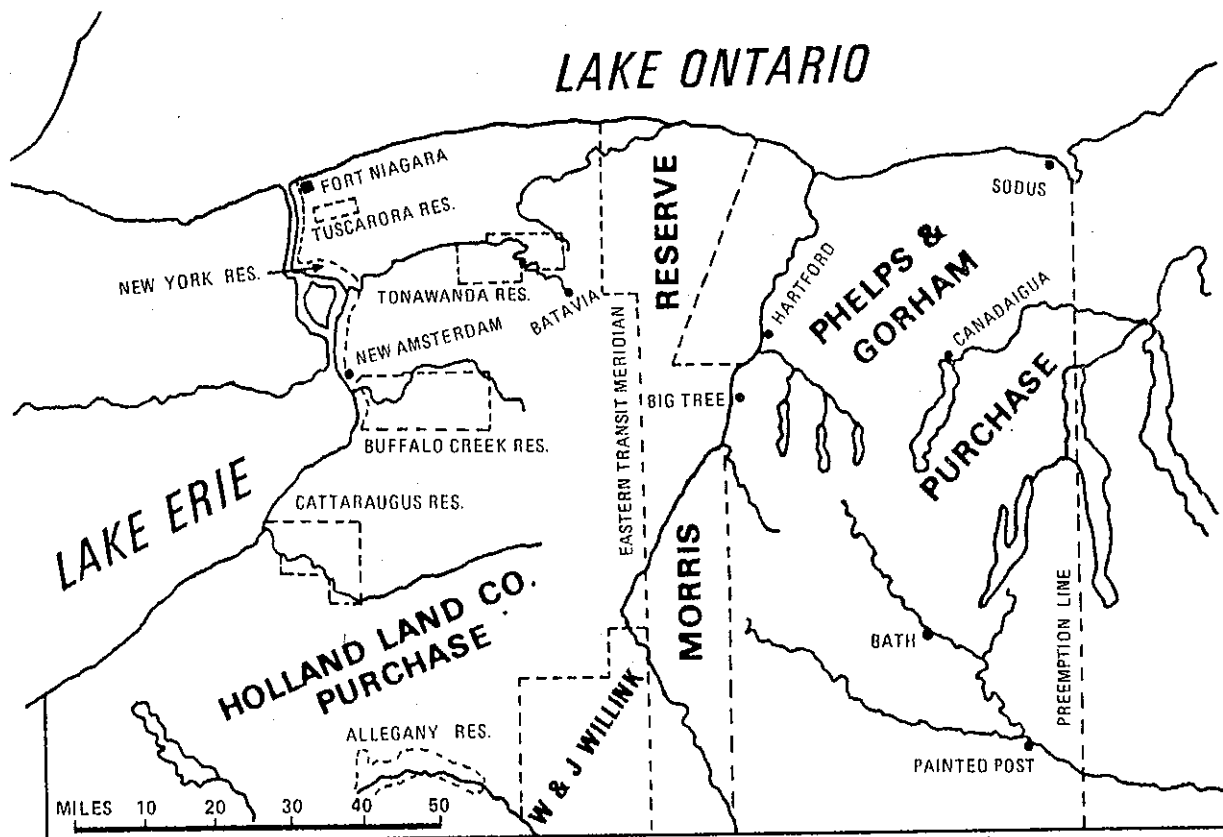 LAKE ONTARIO
FORT NIAGARA
TUSCARORA RES.
NEW YORK RES.
TONAWANDA RES.
BATAVIA
NEW AMSTERDAM
BUFFALO CREEK RES.
LAKE ERIE
CATTARAUGUS RES.
HOLLAND LAND CO.
PURCHASE
ALLEGANY RES.
W & J WILLINK
EASTERN TRANSIT MERIDIAN
MORRIS
RESERVE
HARTFORD
BIG TREE
PHELPS &
GORHAM
PURCHASE
SODUS
CANADAIGUA
BATH
PAINTED POST
PREEMPTION LINE
MILES 10 20 30 40 50